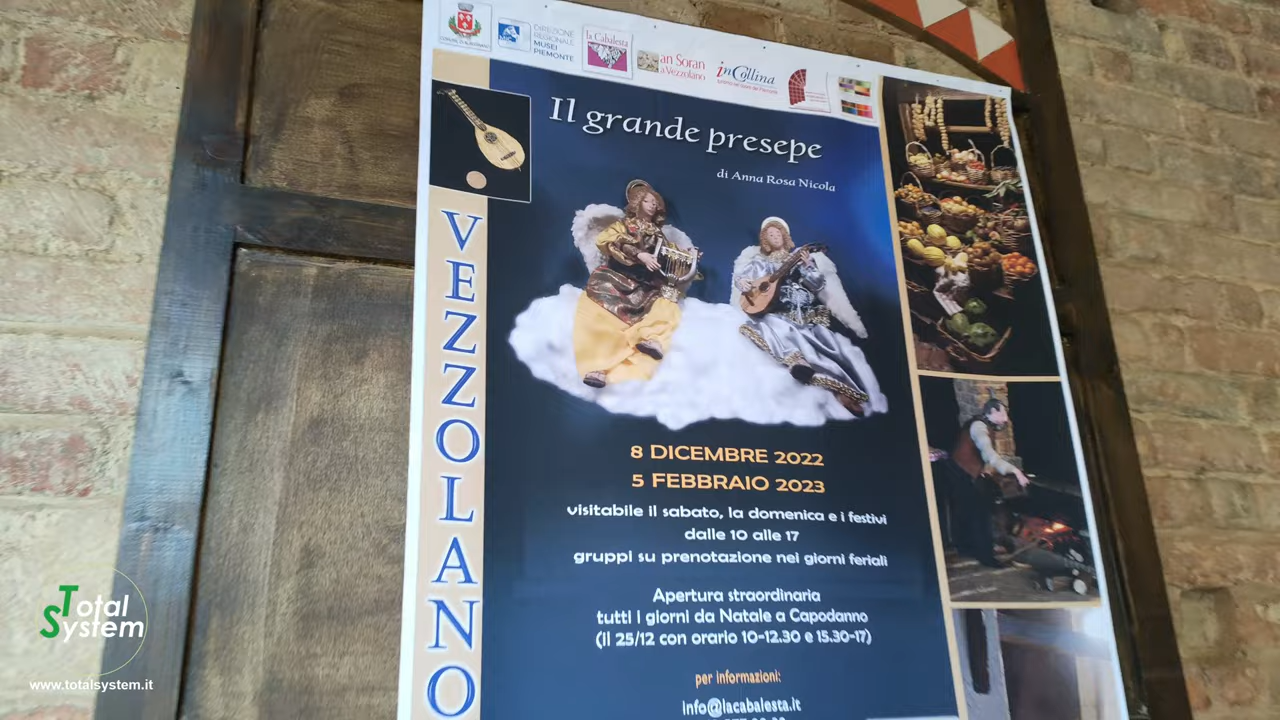 DIREZIONE
REGIONALE
MUSEI
PIEMONTE
la Cabalesta
an Soran
a Vezzolano
inCollina
Il grande presepe
di Anna Rosa Nicola
VEZZOLANO
8 DICEMBRE 2022
5 FEBBRAIO 2023
visitabile il sabato, la domenica e i festivi
dalle 10 alle 17
gruppi su prenotazione nei giorni feriali
Apertura straordinaria
tutti i giorni da Natale a Capodanno
(il 25/12 con orario 10-12.30 e 15.30-17)
per informazioni:
info@lacabalesta.it
Total
System
www.totalsystem.it